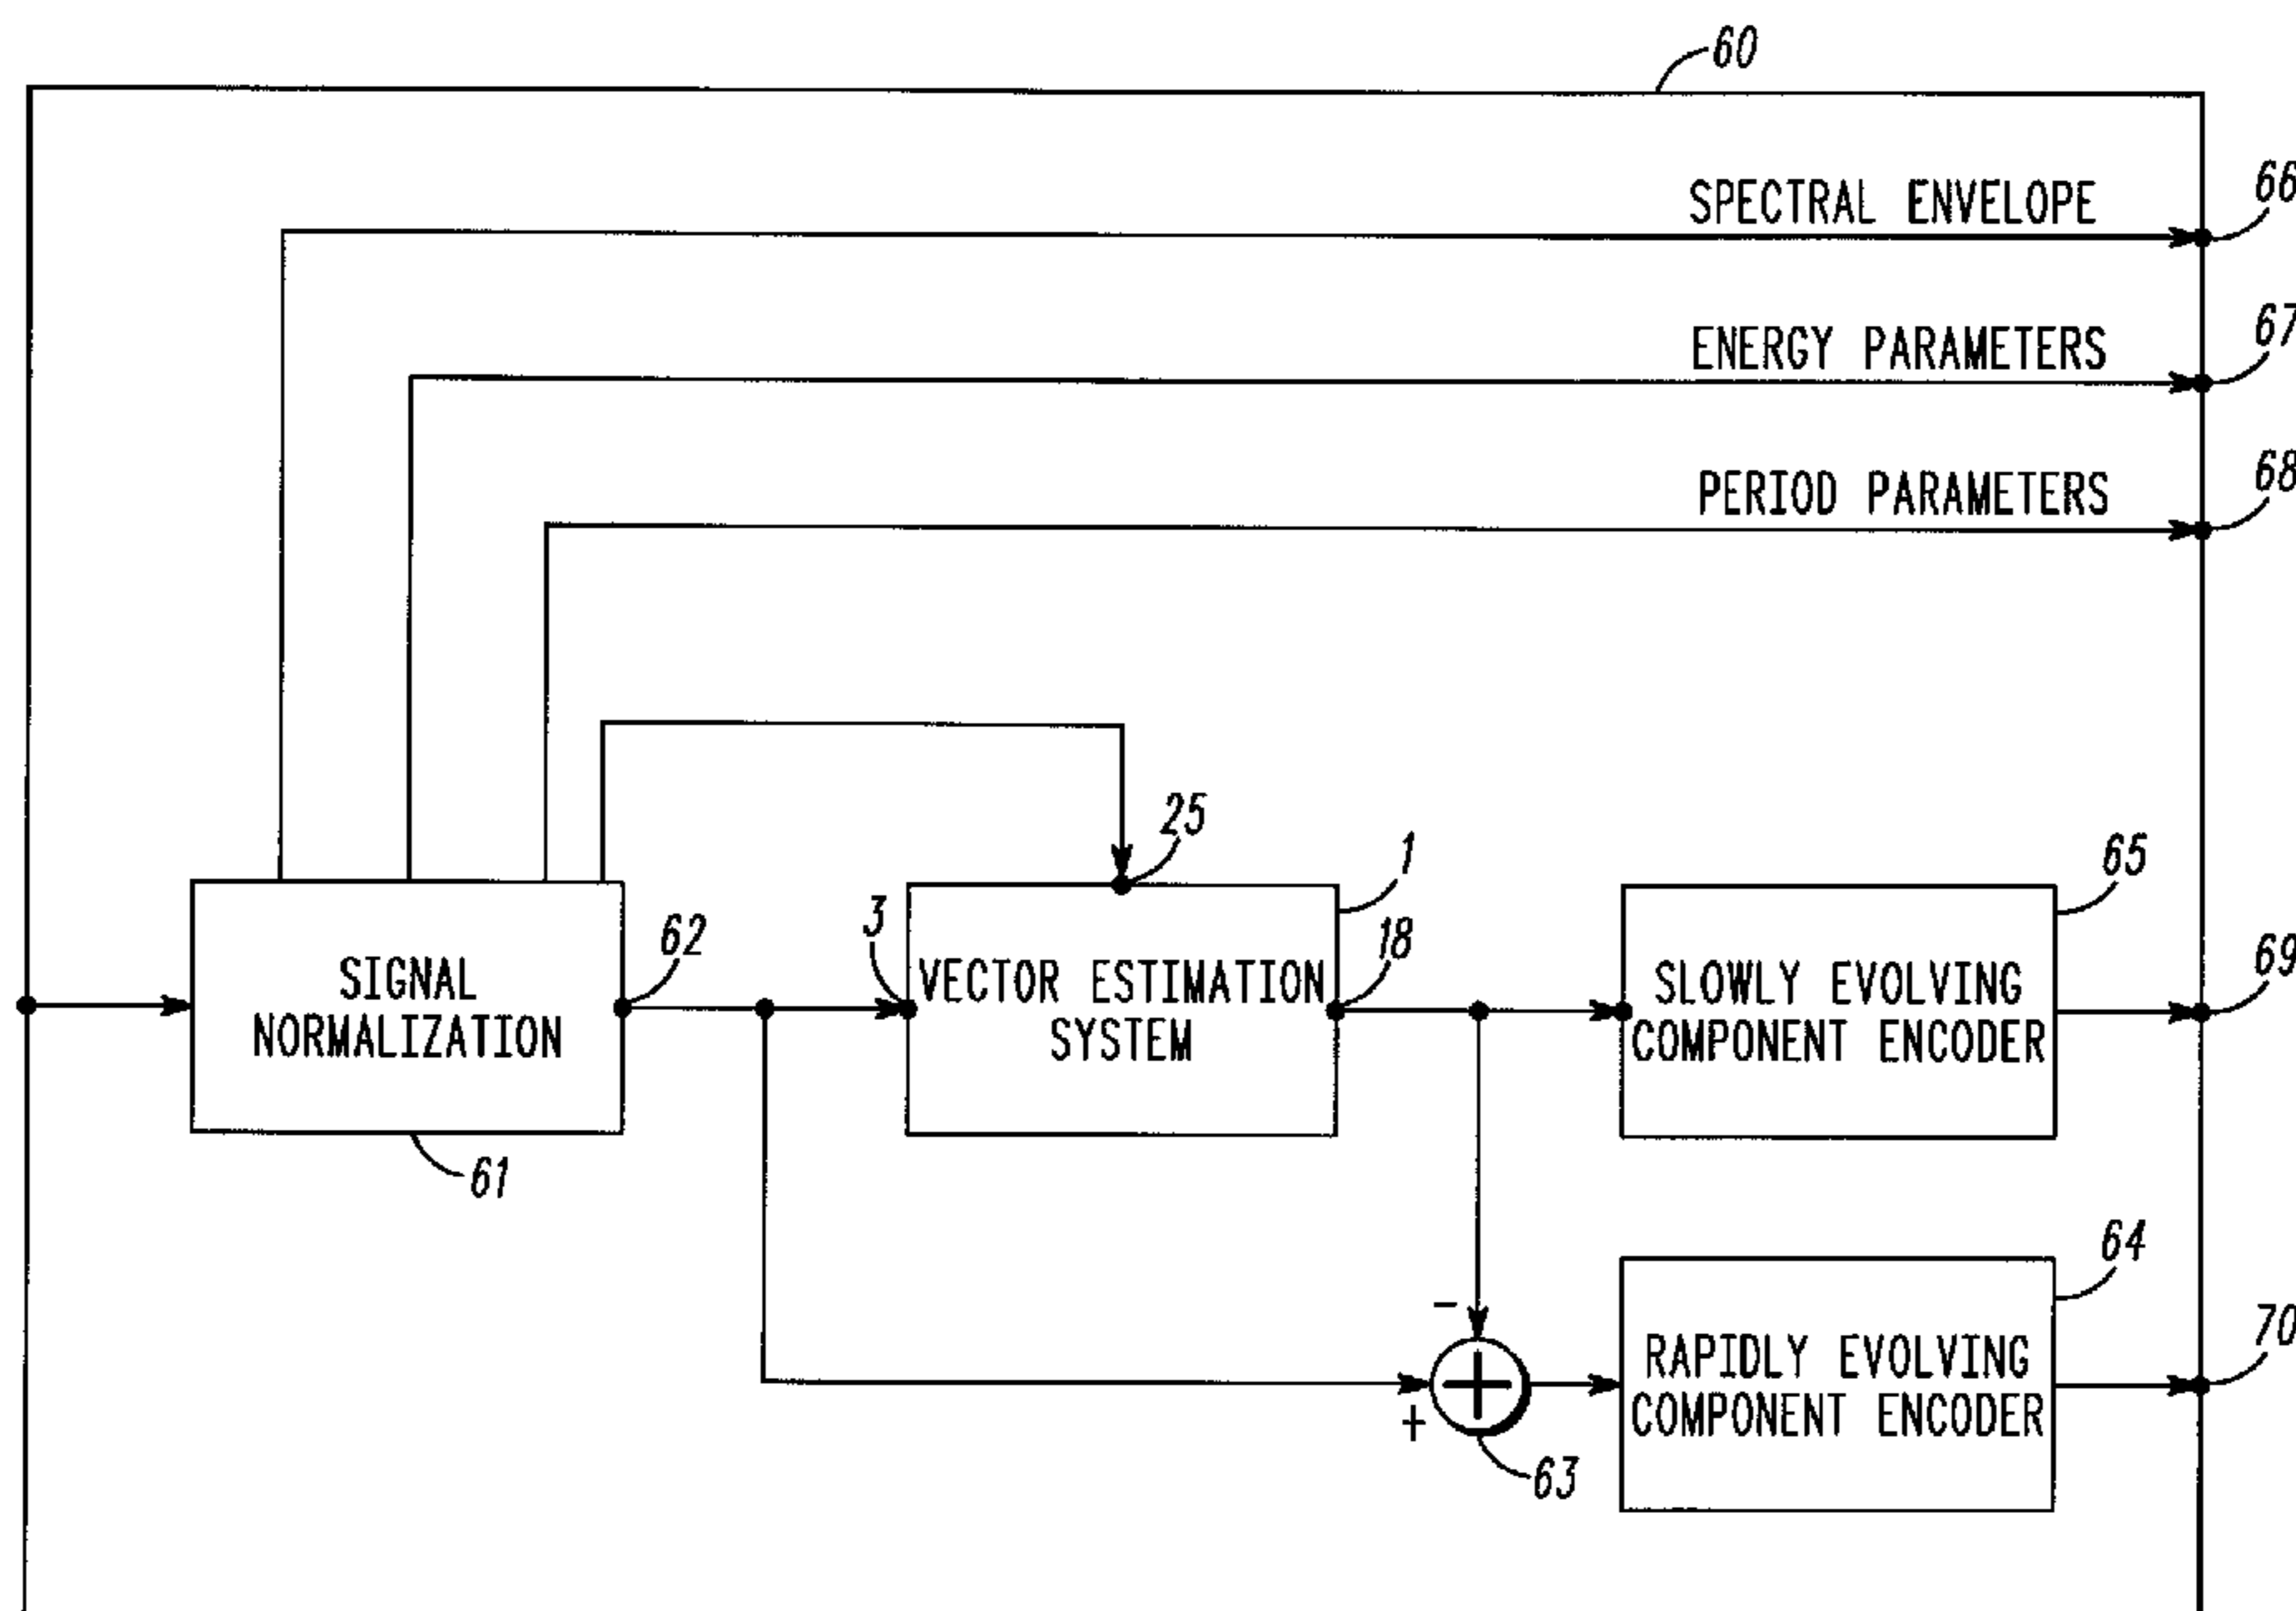 60
SPECTRAL ENVELOPE
66
ENERGY PARAMETERS
67
PERIOD PARAMETERS
68
25
1
65
62
3
18
69
SIGNAL
NORMALIZATION
VECTOR ESTIMATION
SYSTEM
SLOWLY EVOLVING
COMPONENT ENCODER
61
64
-
70
RAPIDLY EVOLVING
COMPONENT ENCODER
+
63